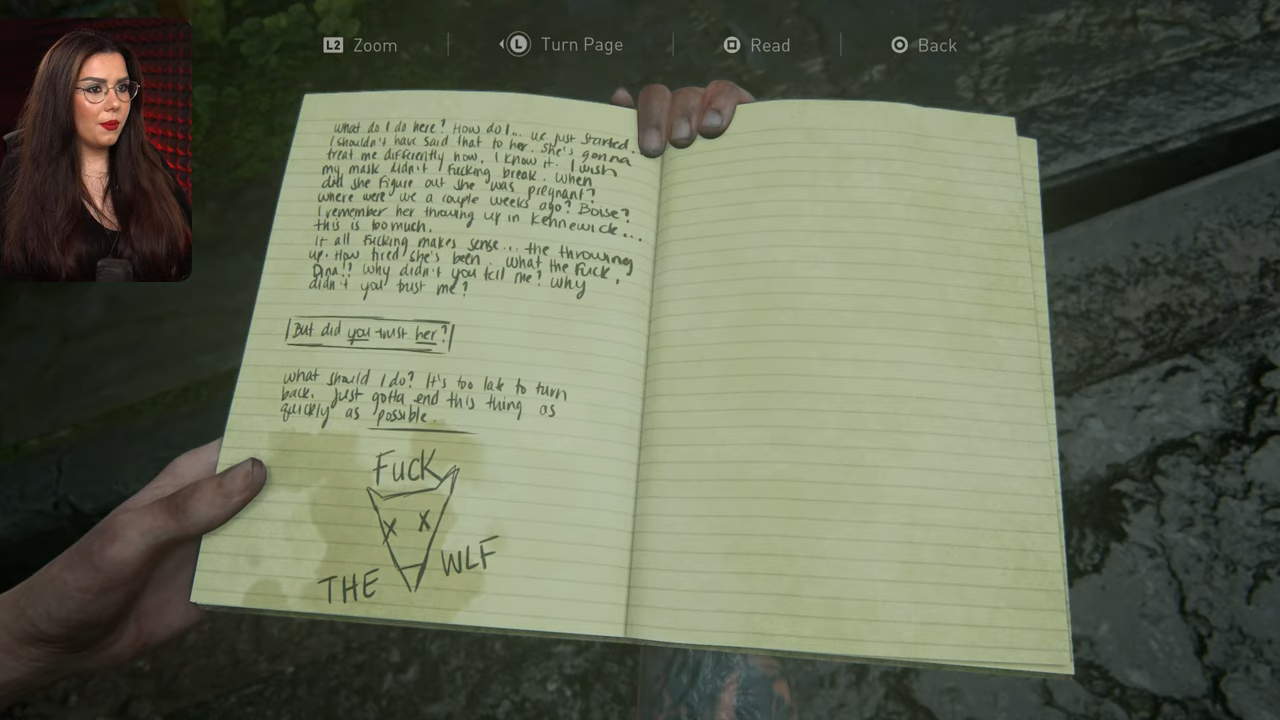 L2 Zoom
L Turn Page
Read
Back
What do I do here? How do I... we just started.
I shouldn't have said that to her. She's gonna
treat me differently now. I know it. I wish
my mask didn't fucking break. When
did she figure out she was pregnant?
Where were we a couple weeks ago? Boise?
I remember her throwing up in Kennewick...
this is too much.
It all fucking makes sense... the throwing
up. How tired she's been. What the fuck,
Dina!? Why didn't you tell me? Why
didn't you trust me?
But did you trust her?
What should I do? It's too late to turn
back. Just gotta end this thing as
quickly as possible.
Fuck
THE WLF